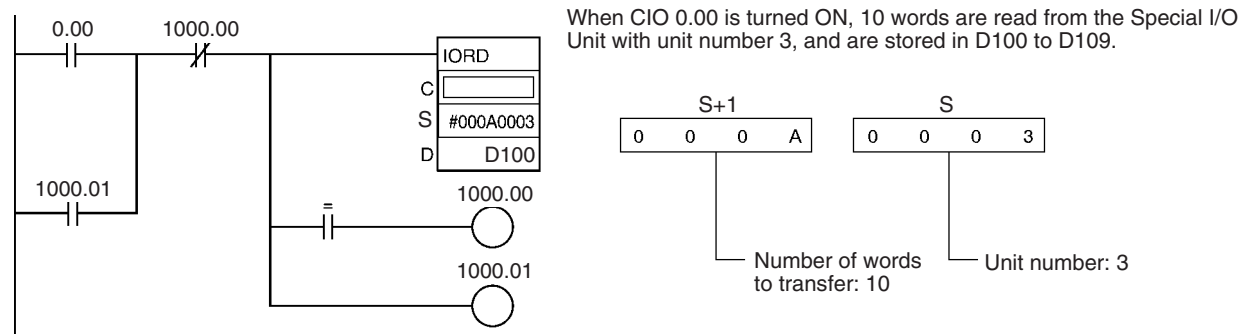 When CIO 0.00 is turned ON, 10 words are read from the Special I/O
Unit with unit number 3, and are stored in D100 to D109.
0.00
1000.00
IORD
C
S #000A0003
D D100
1000.01
=
1000.00
1000.01
S+1
S
0 0 0 A
0 0 0 3
Number of words
to transfer: 10
Unit number: 3